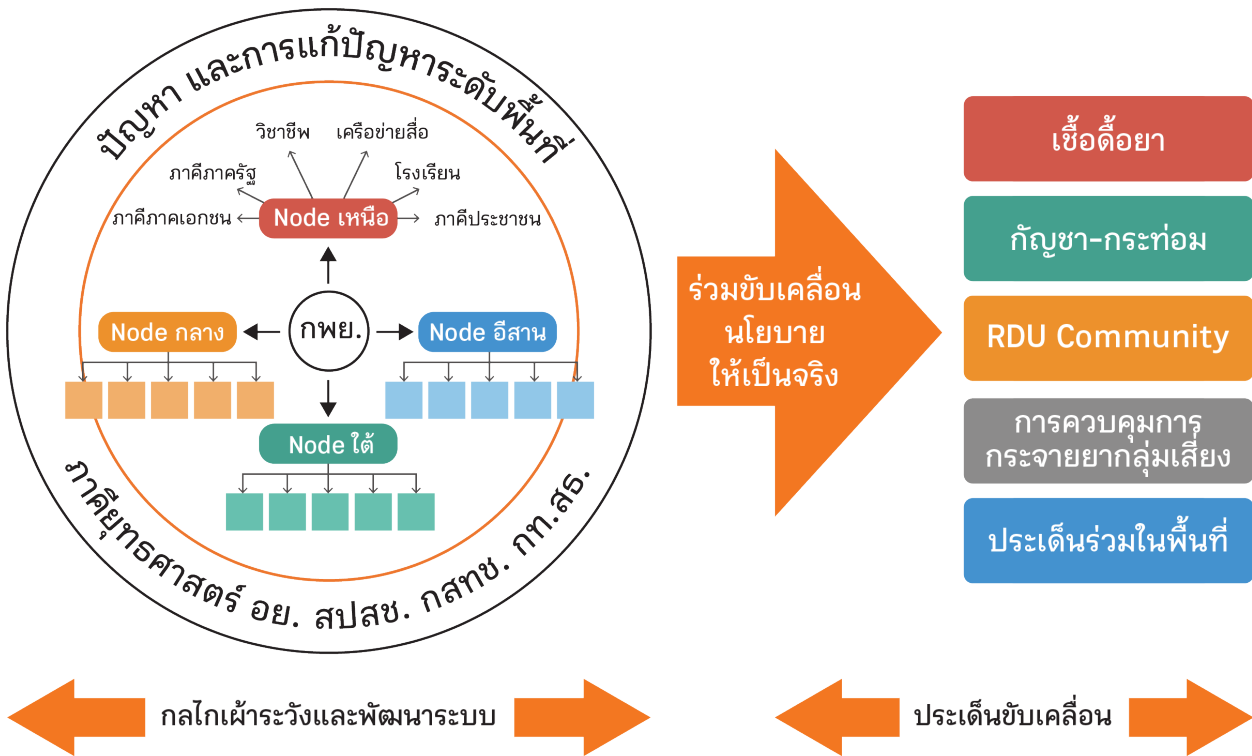 ปัญหา และการแก้ปัญหาระดับพื้นที่
วิชาชีพ
เครือข่ายสื่อ
ภาคีภาครัฐ
โรงเรียน
ภาคีภาคเอกชน
Node เหนือ
ภาคีประชาชน
Node กลาง
กพย.
Node อีสาน
Node ใต้
ภาคียุทธศาสตร์ อย. สปสช. กสทช. กท.สธ.
ร่วมขับเคลื่อน
นโยบาย
ให้เป็นจริง
เชื้อดื้อยา
กัญชา-กระท่อม
RDU Community
การควบคุมการ
กระจายยากลุ่มเสี่ยง
ประเด็นร่วมในพื้นที่
กลไกเฝ้าระวังและพัฒนาระบบ
ประเด็นขับเคลื่อน